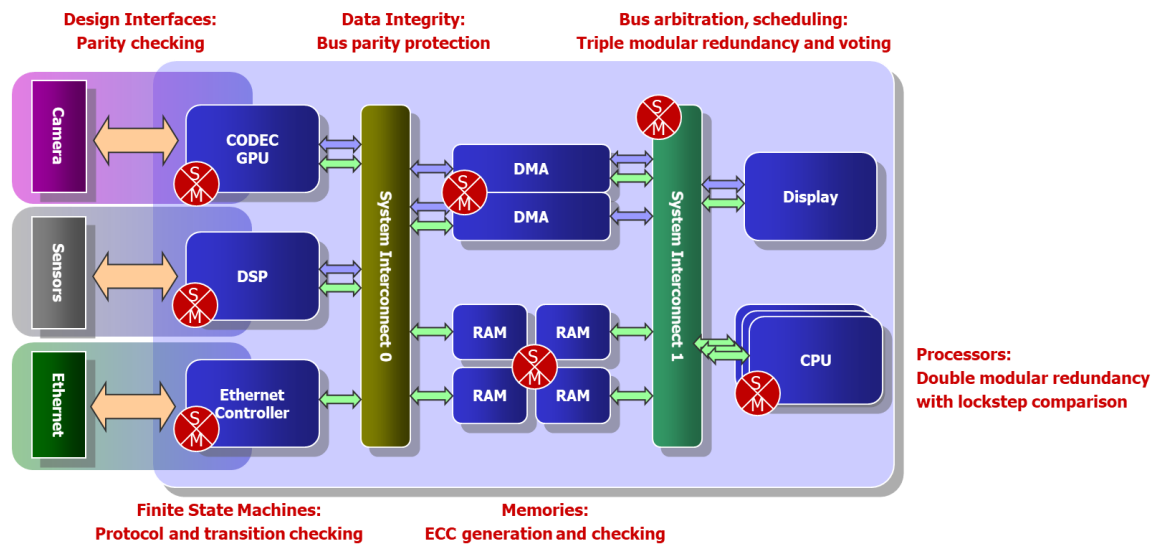 Design Interfaces:
Parity checking
Data Integrity:
Bus parity protection
Bus arbitration, scheduling:
Triple modular redundancy and voting
Camera
CODEC
GPU
S
M
System Interconnect 0
DMA
S
M
DMA
S
M
System Interconnect 1
Display
Sensors
DSP
S
M
Ethernet
Ethernet
Controller
S
M
RAM
RAM
S
M
RAM
RAM
CPU
S
M
Processors:
Double modular redundancy
with lockstep comparison
Finite State Machines:
Protocol and transition checking
Memories:
ECC generation and checking